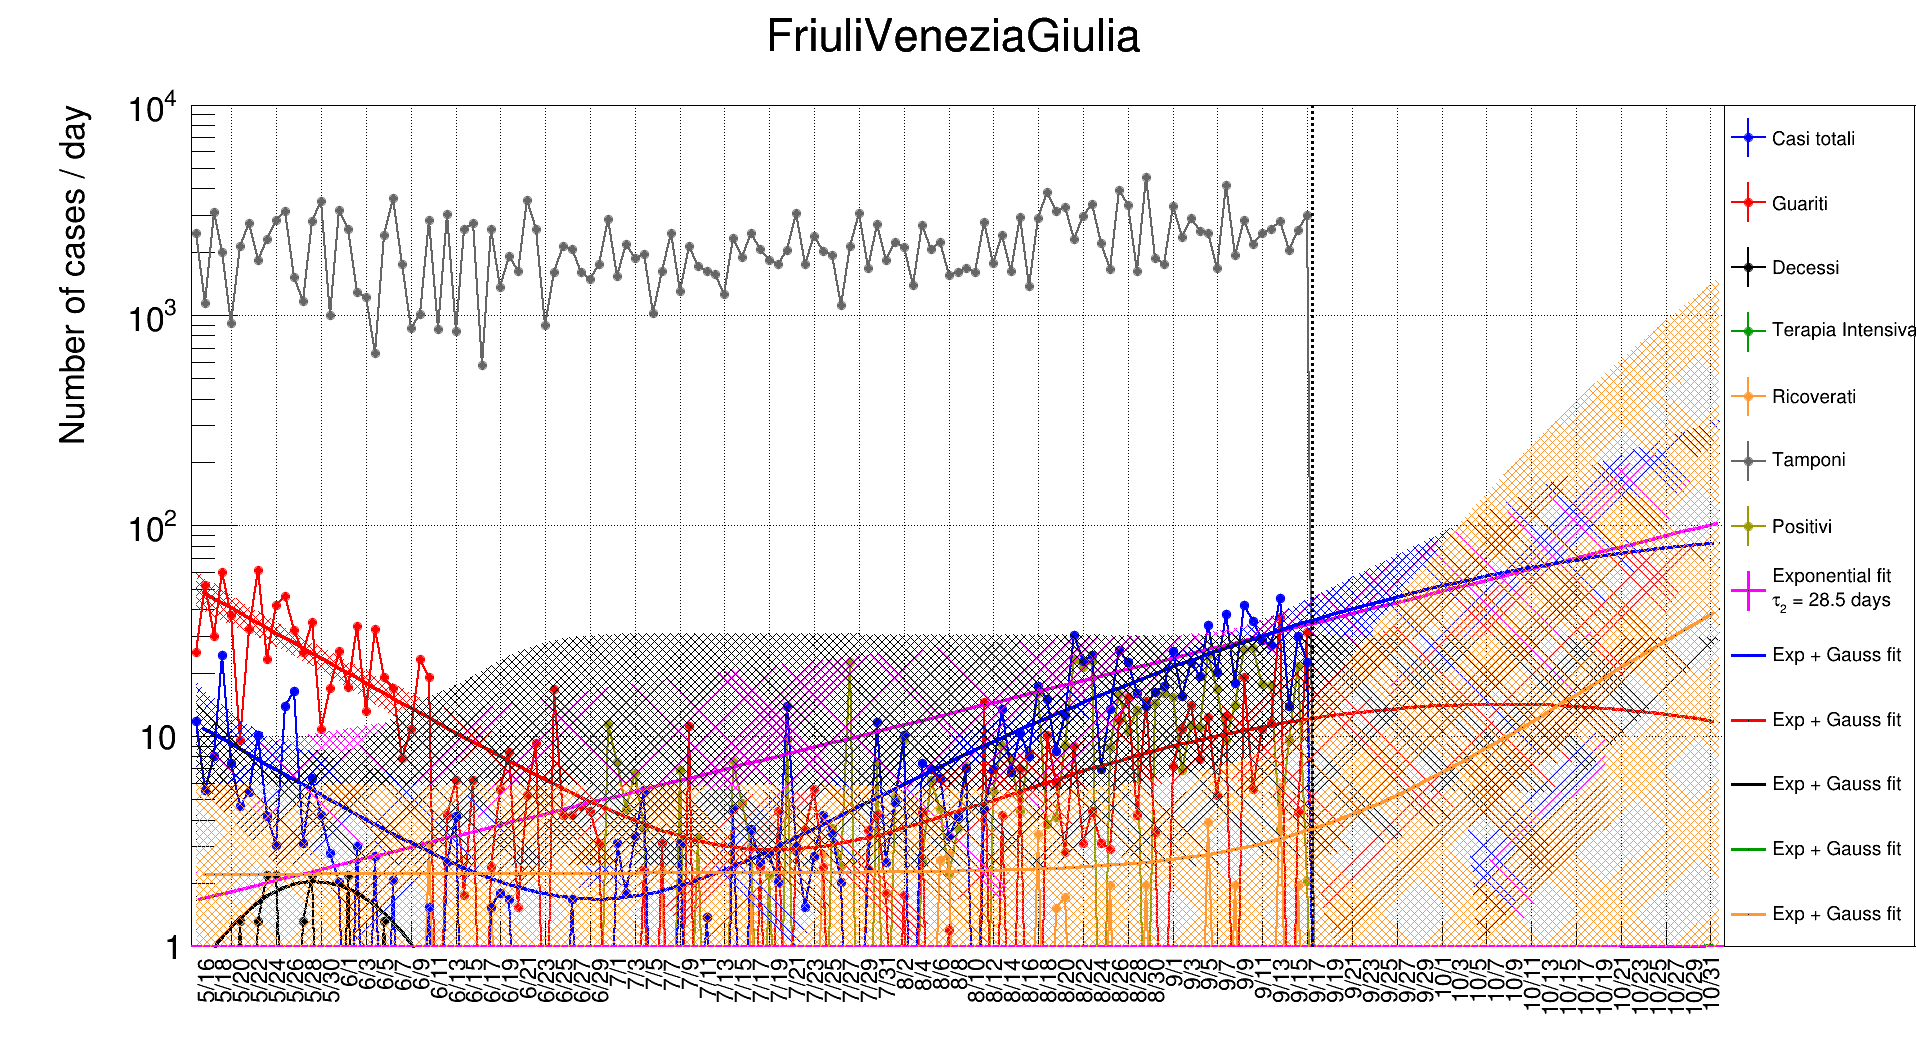 FriuliVeneziaGiulia
Number of cases / day
10^4
10^3
10^2
10
1
5/16 5/18 5/20 5/22 5/24 5/26 5/28 5/30 6/1 6/3 6/5 6/7 6/9 6/11 6/13 6/15 6/17 6/19 6/21 6/23 6/25 6/27 6/29 7/1 7/3 7/5 7/7 7/9 7/11 7/13 7/15 7/17 7/19 7/21 7/23 7/25 7/27 7/29 7/31 8/2 8/4 8/6 8/8 8/10 8/12 8/14 8/16 8/18 8/20 8/22 8/24 8/26 8/28 8/30 9/1 9/3 9/5 9/7 9/9 9/11 9/13 9/15 9/17 9/19 9/21 9/23 9/25 9/27 9/29 10/1 10/3 10/5 10/7 10/9 10/11 10/13 10/15 10/17 10/19 10/21 10/23 10/25 10/27 10/29 10/31
Casi totali
Guariti
Decessi
Terapia Intensiva
Ricoverati
Tamponi
Positivi
Exponential fit
τ2 = 28.5 days
Exp + Gauss fit
Exp + Gauss fit
Exp + Gauss fit
Exp + Gauss fit
Exp + Gauss fit